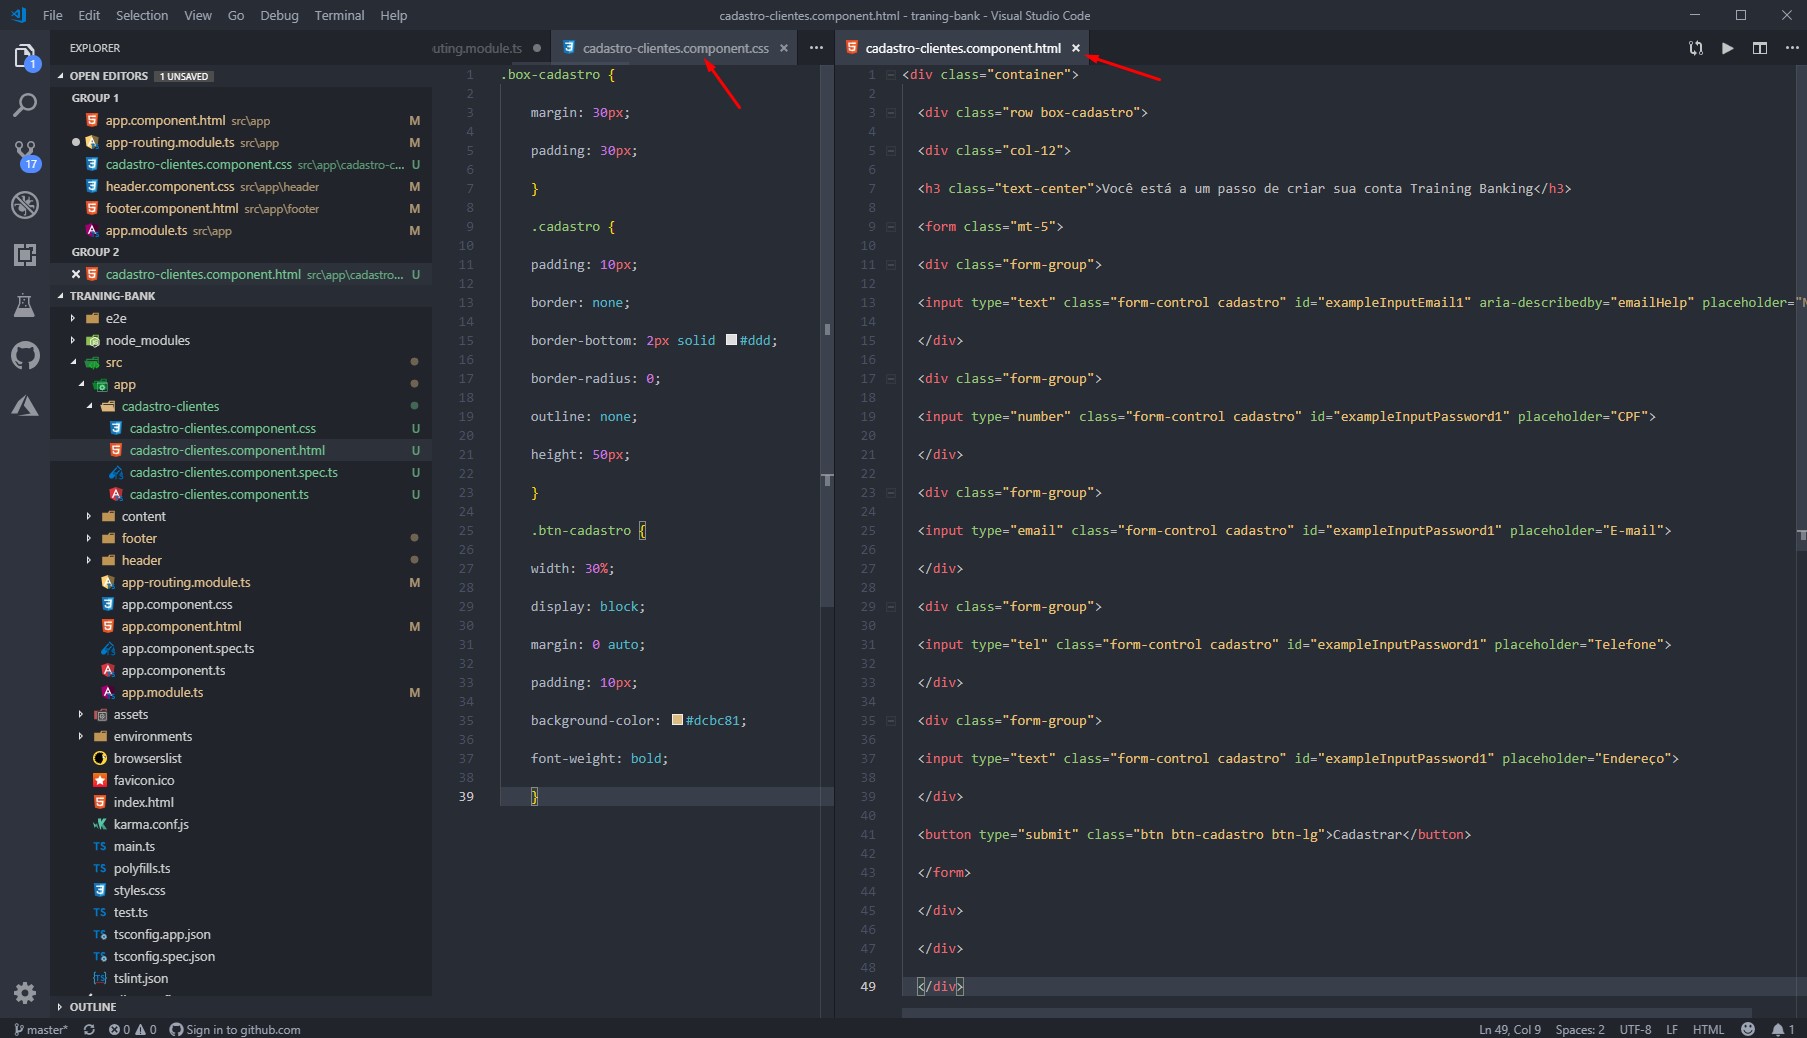 File Edit Selection View Go Debug Terminal Help
cadastro-clientes.component.html - traning-bank - Visual Studio Code
EXPLORER
OPEN EDITORS 1 UNSAVED
GROUP 1
app.component.html src\app M
app-routing.module.ts src\app M
cadastro-clientes.component.css src\app\cadastro-c... U
header.component.css src\app\header M
footer.component.html src\app\footer M
app.module.ts src\app M
GROUP 2
cadastro-clientes.component.html src\app\cadastro... U
TRANING-BANK
e2e
node_modules
src
app
cadastro-clientes
cadastro-clientes.component.css U
cadastro-clientes.component.html U
cadastro-clientes.component.spec.ts U
cadastro-clientes.component.ts U
content
footer
header
app-routing.module.ts M
app.component.css
app.component.html M
app.component.spec.ts
app.component.ts
app.module.ts M
assets
environments
browserslist
favicon.ico
index.html
karma.conf.js
main.ts
polyfills.ts
styles.css
test.ts
tsconfig.app.json
tsconfig.spec.json
tslint.json
OUTLINE
uting.module.ts
cadastro-clientes.component.css
1 .box-cadastro {
2
3 margin: 30px;
4
5 padding: 30px;
6
7 }
8
9 .cadastro {
10
11 padding: 10px;
12
13 border: none;
14
15 border-bottom: 2px solid #ddd;
16
17 border-radius: 0;
18
19 outline: none;
20
21 height: 50px;
22
23 }
24
25 .btn-cadastro {
26
27 width: 30%;
28
29 display: block;
30
31 margin: 0 auto;
32
33 padding: 10px;
34
35 background-color: #dcbc81;
36
37 font-weight: bold;
38
39 }
cadastro-clientes.component.html
1 <div class="container">
2
3 <div class="row box-cadastro">
4
5 <div class="col-12">
6
7 <h3 class="text-center">Você está a um passo de criar sua conta Training Banking</h3>
8
9 <form class="mt-5">
10
11 <div class="form-group">
12
13 <input type="text" class="form-control cadastro" id="exampleInputEmail1" aria-describedby="emailHelp" placeholder="
14
15 </div>
16
17 <div class="form-group">
18
19 <input type="number" class="form-control cadastro" id="exampleInputPassword1" placeholder="CPF">
20
21 </div>
22
23 <div class="form-group">
24
25 <input type="email" class="form-control cadastro" id="exampleInputPassword1" placeholder="E-mail">
26
27 </div>
28
29 <div class="form-group">
30
31 <input type="tel" class="form-control cadastro" id="exampleInputPassword1" placeholder="Telefone">
32
33 </div>
34
35 <div class="form-group">
36
37 <input type="text" class="form-control cadastro" id="exampleInputPassword1" placeholder="Endereço">
38
39 </div>
40
41 <button type="submit" class="btn btn-cadastro btn-lg">Cadastrar</button>
42
43 </form>
44
45 </div>
46
47 </div>
48
49 </div>
1
17
master* 0 0 Sign in to github.com
Ln 49, Col 9 Spaces: 2 UTF-8 LF HTML 1